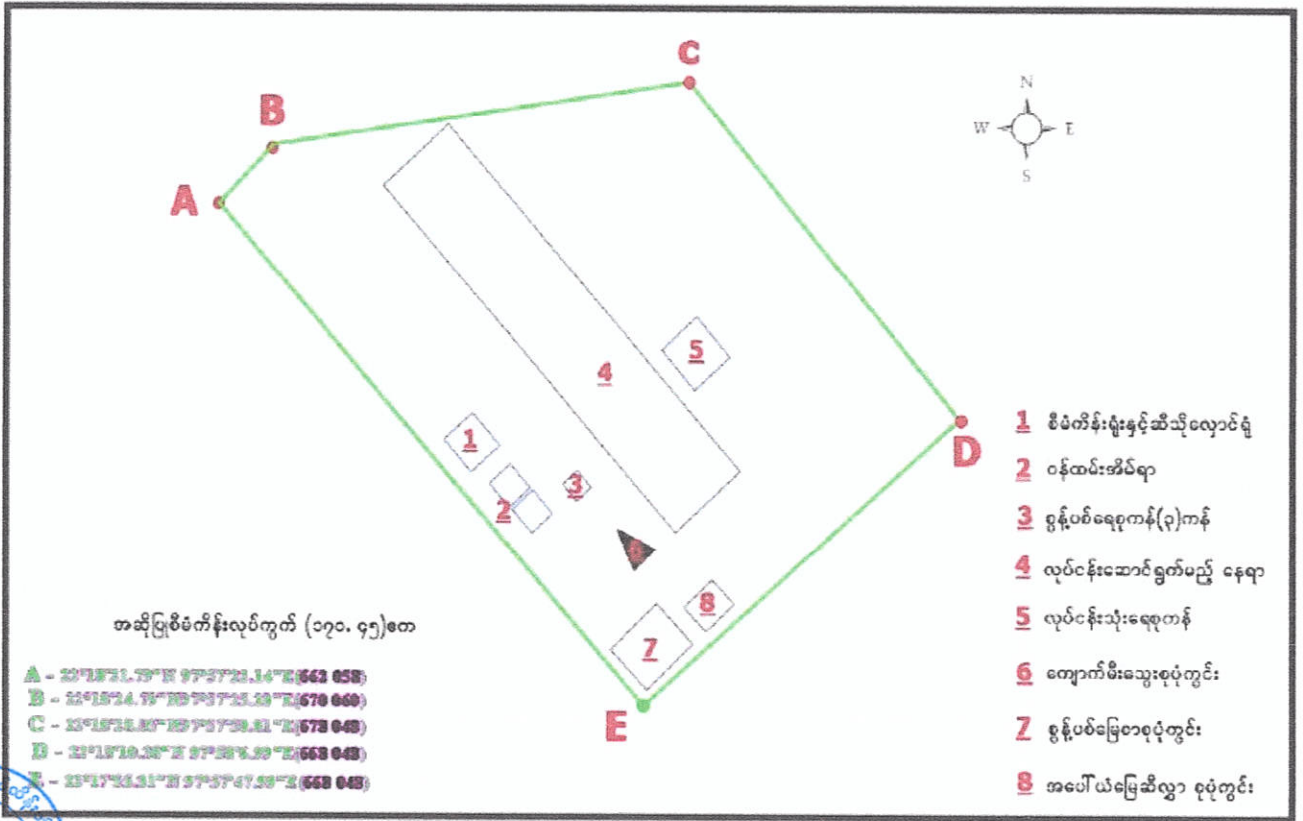 C
B
A
N
W E
S
5
4
1
3
2
D
8
7
E
1 စီမံကိန်းရုံးနှင့်ဆီသိုလှောင်ရုံ
2 ဝန်ထမ်းအိမ်ရာ
3 စွန့်ပစ်ရေစုကန်(၃)ကန်
4 လုပ်ငန်းဆောင်ရွက်မည့် နေရာ
5 လုပ်ငန်းသုံးရေစုကန်
6 ကျောက်မီးသွေးစုပုံကွင်း
7 စွန့်ပစ်မြေစာစုပုံကွင်း
8 အပေါ်ယံမြေဆီလွှာ စုပုံကွင်း
အဆိုပြုစီမံကိန်းလုပ်ကွက် (၁၇၀. ၄၅)ဧက
A -
B -
C -
D -